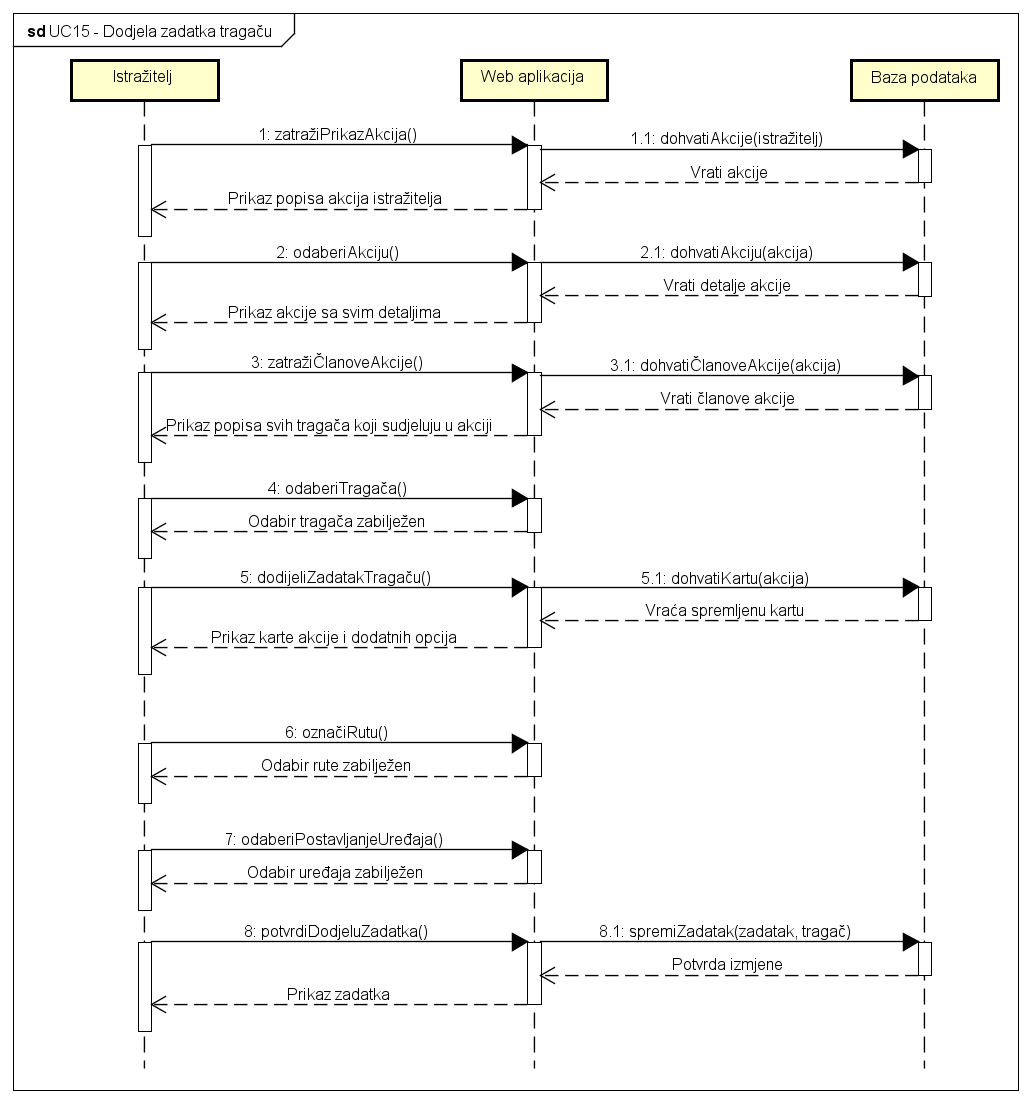 sd UC15 - Dodjela zadatka tragaču
Istražitelj
Web aplikacija
Baza podataka
1: zatražiPrikazAkcija()
1.1: dohvatiAkcije(istražitelj)
Vrati akcije
Prikaz popisa akcija istražitelja
2: odaberiAkciju()
2.1: dohvatiAkciju(akcija)
Vrati detalje akcije
Prikaz akcije sa svim detaljima
3: zatražiČlanoveAkcije()
3.1: dohvatiČlanoveAkcije(akcija)
Vrati članove akcije
Prikaz popisa svih tragača koji sudjeluju u akciji
4: odaberiTragača()
Odabir tragača zabilježen
5: dodijeliZadatakTragaču()
5.1: dohvatiKartu(akcija)
Vraća spremljenu kartu
Prikaz karte akcije i dodatnih opcija
6: označiRutu()
Odabir rute zabilježen
7: odaberiPostavljanjeUređaja()
Odabir uređaja zabilježen
8: potvrdiDodjeluZadatka()
8.1: spremiZadatak(zadatak, tragač)
Potvrda izmjene
Prikaz zadatka